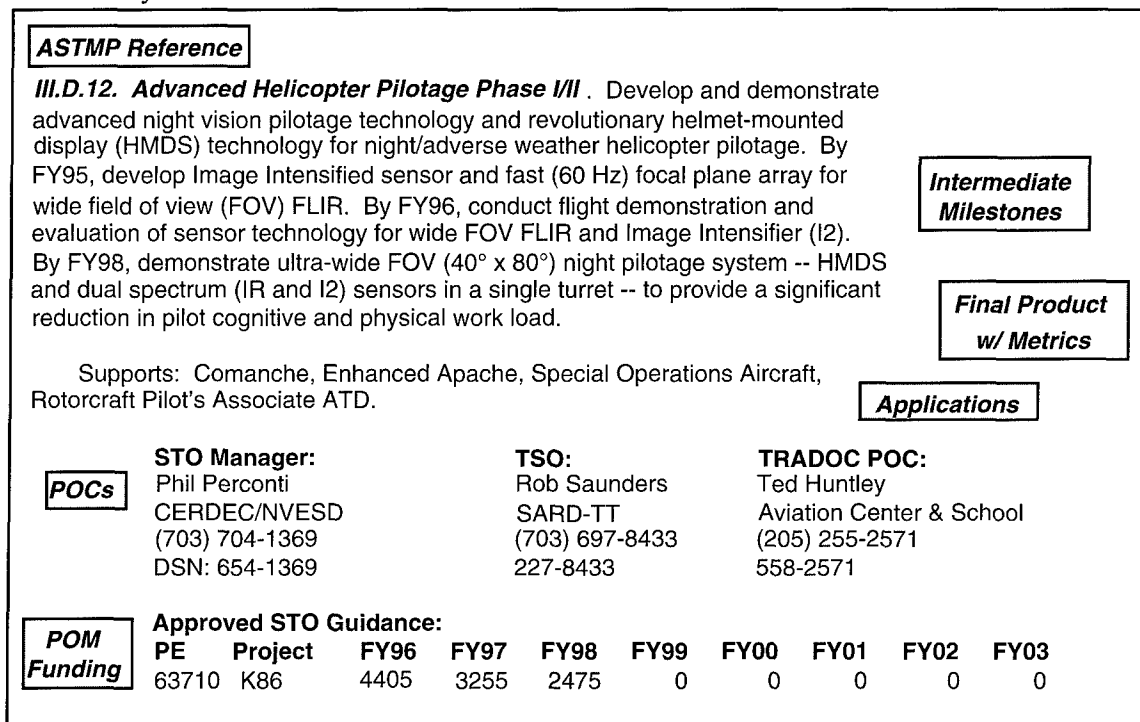 ASTMP Reference
III.D.12. Advanced Helicopter Pilotage Phase I/II . Develop and demonstrate
advanced night vision pilotage technology and revolutionary helmet-mounted
display (HMDS) technology for night/adverse weather helicopter pilotage. By
FY95, develop Image Intensified sensor and fast (60 Hz) focal plane array for
wide field of view (FOV) FLIR. By FY96, conduct flight demonstration and
evaluation of sensor technology for wide FOV FLIR and Image Intensifier (I2).
By FY98, demonstrate ultra-wide FOV (40° x 80°) night pilotage system -- HMDS
and dual spectrum (IR and I2) sensors in a single turret -- to provide a significant
reduction in pilot cognitive and physical work load.
Intermediate
Milestones
Final Product
w/ Metrics
Supports: Comanche, Enhanced Apache, Special Operations Aircraft,
Rotorcraft Pilot's Associate ATD.
Applications
POCs
STO Manager: TSO: TRADOC POC:
Phil Perconti Rob Saunders Ted Huntley
CERDEC/NVESD SARD-TT Aviation Center & School
(703) 704-1369 (703) 697-8433 (205) 255-2571
DSN: 654-1369 227-8433 558-2571
POM
Funding
Approved STO Guidance:
PE Project FY96 FY97 FY98 FY99 FY00 FY01 FY02 FY03
63710 K86 4405 3255 2475 0 0 0 0 0